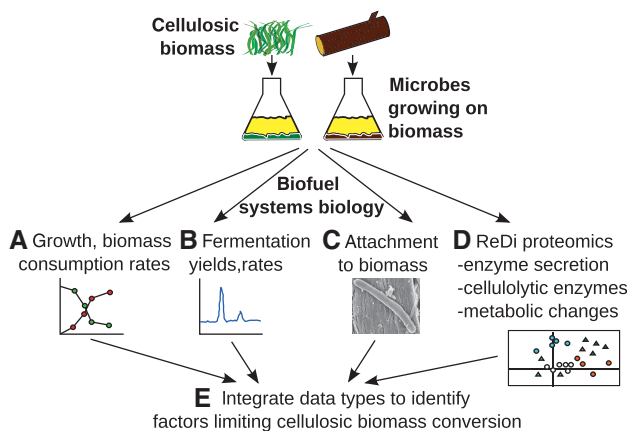 Cellulosic
biomass
Microbes
growing on
biomass
Biofuel
systems biology
A Growth, biomass
consumption rates
B Fermentation
yields,rates
C Attachment
to biomass
D ReDi proteomics
-enzyme secretion
-cellulolytic enzymes
-metabolic changes
E Integrate data types to identify
factors limiting cellulosic biomass conversion